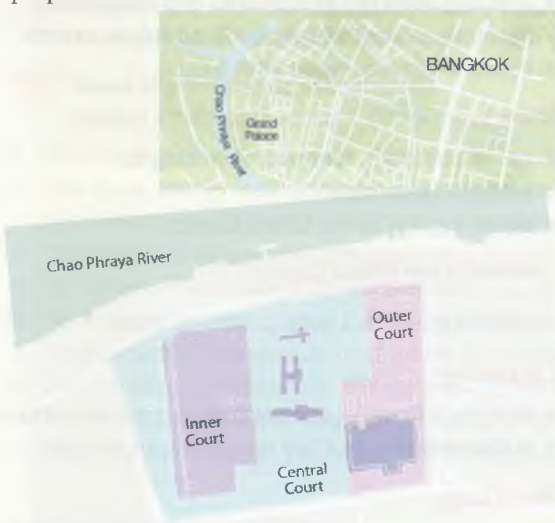 BANGKOK
Chao Phraya River
Grand
Palace
Chao Phraya River
Outer
Court
Inner
Court
Central
Court